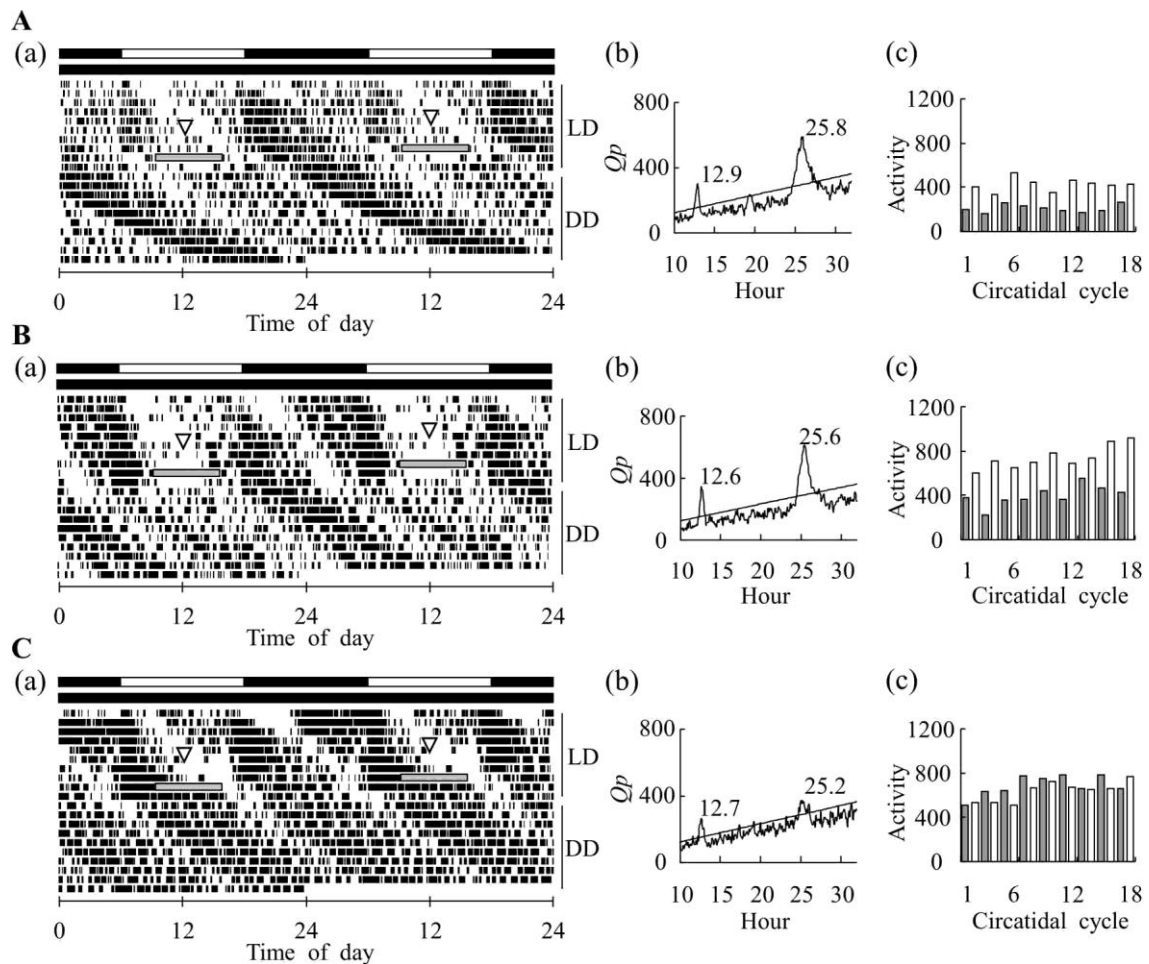 A
(a)
LD
DD
0 12 24 12 24
Time of day
(b)
Qp
800
400
0
12.9
25.8
10 15 20 25 30
Hour
(c)
Activity
1200
800
400
0
1 6 12 18
Circatidal cycle
B
(a)
LD
DD
0 12 24 12 24
Time of day
(b)
Qp
800
400
0
12.6
25.6
10 15 20 25 30
Hour
(c)
Activity
1200
800
400
0
1 6 12 18
Circatidal cycle
C
(a)
LD
DD
0 12 24 12 24
Time of day
(b)
Qp
800
400
0
12.7
25.2
10 15 20 25 30
Hour
(c)
Activity
1200
800
400
0
1 6 12 18
Circatidal cycle